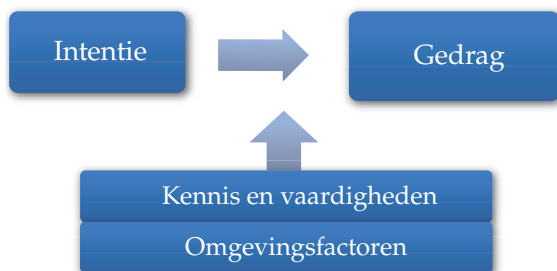 Intentie
Gedrag
Kennis en vaardigheden
Omgevingsfactoren